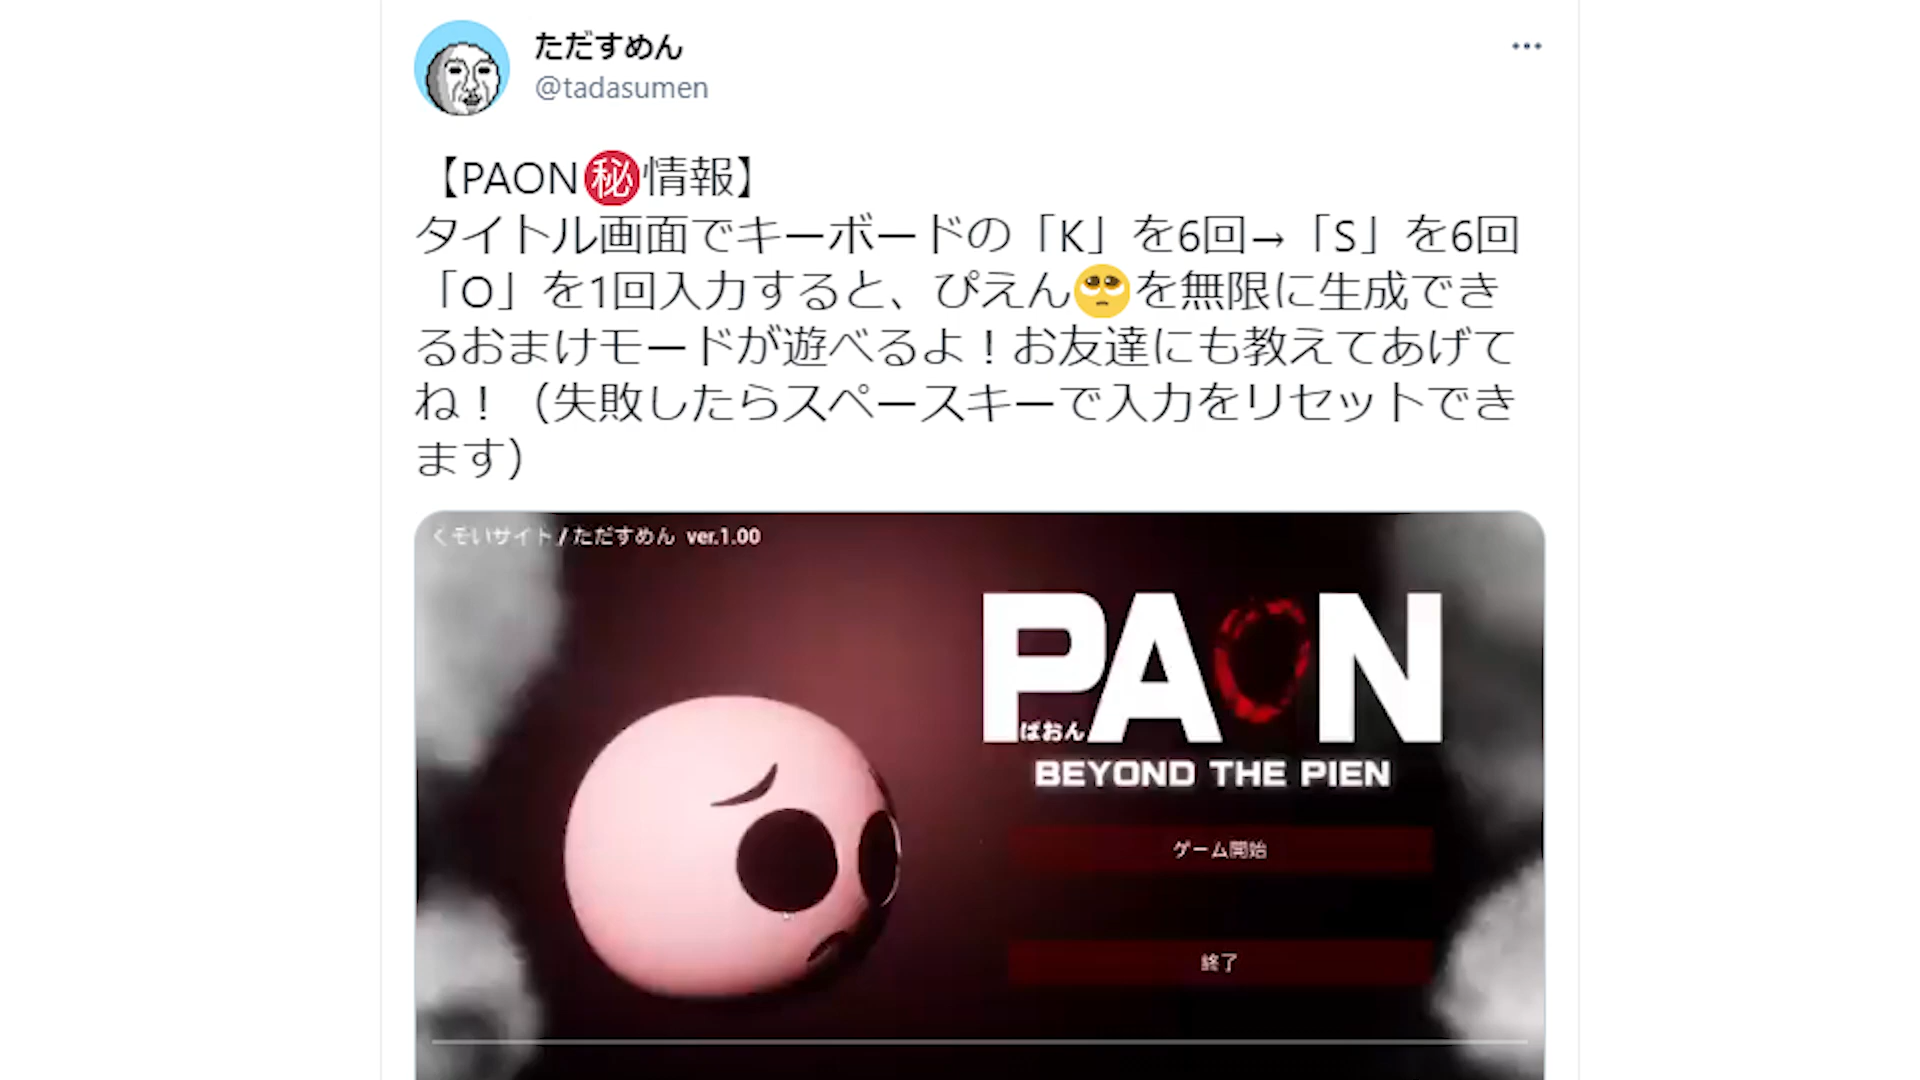 ただすめん
@tadasumen
【PAON㊙情報】
タイトル画面でキーボードの「K」を6回→「S」を6回
「O」を1回入力すると、ぴえん🥺を無限に生成でき
るおまけモードが遊べるよ！お友達にも教えてあげて
ね！（失敗したらスペースキーで入力をリセットでき
ます）
くそいサイト / ただすめん ver.1.00
PAON
ぱおん
BEYOND THE PIEN
ゲーム開始
終了